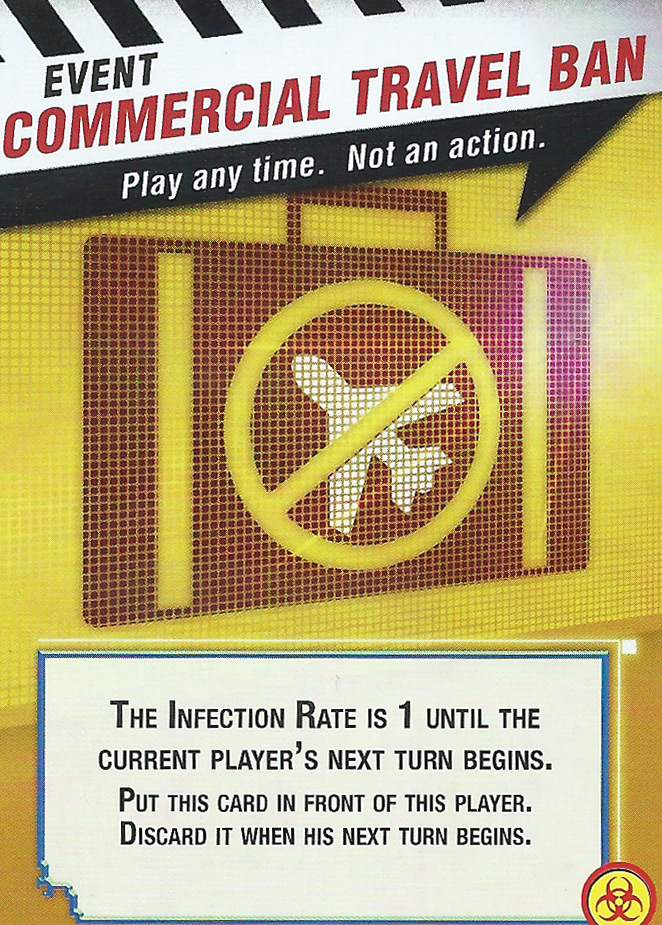 EVENT
COMMERCIAL TRAVEL BAN
Play any time. Not an action.
THE INFECTION RATE IS 1 UNTIL THE
CURRENT PLAYER'S NEXT TURN BEGINS.
PUT THIS CARD IN FRONT OF THIS PLAYER.
DISCARD IT WHEN HIS NEXT TURN BEGINS.